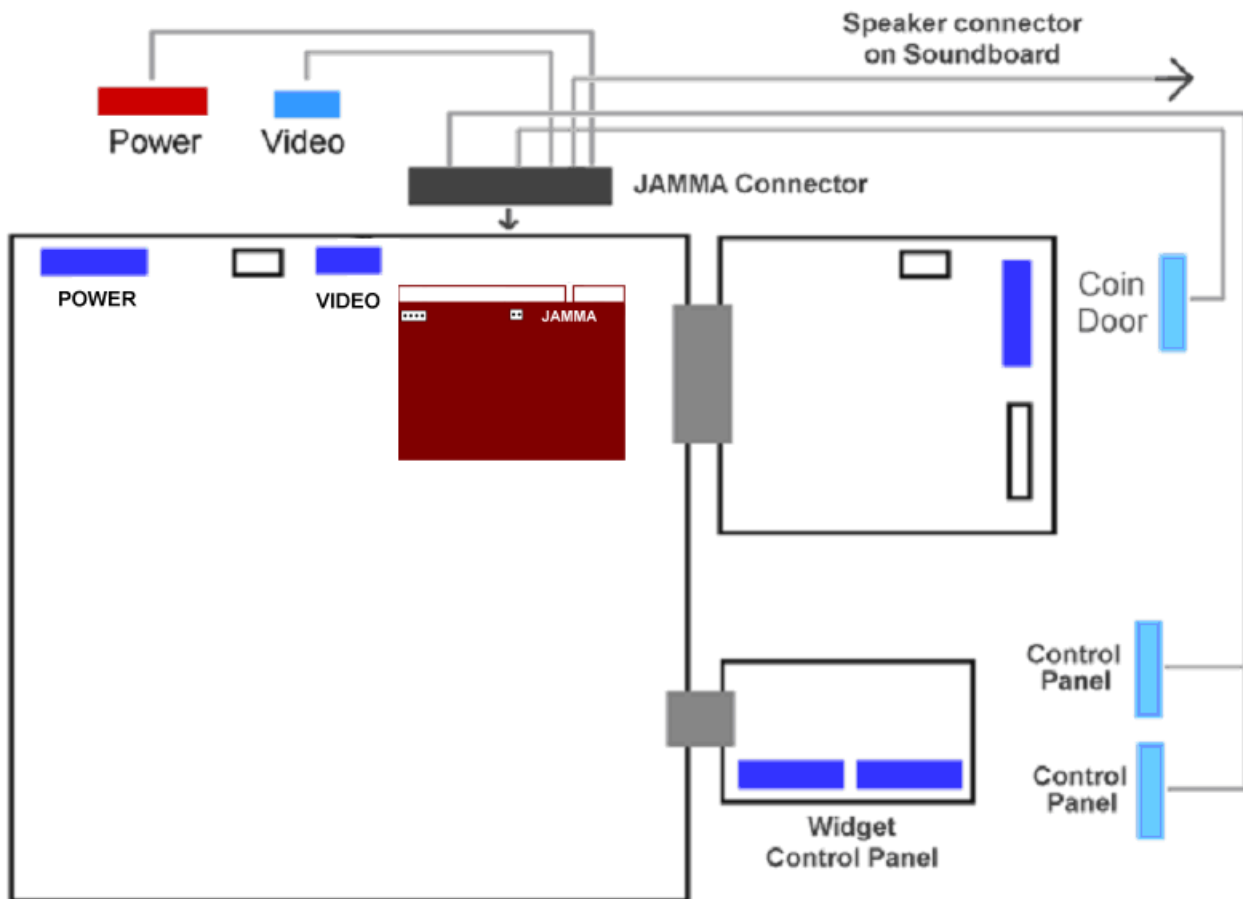 Speaker connector
on Soundboard
Power
Video
JAMMA Connector
POWER
VIDEO
JAMMA
Coin
Door
Control
Panel
Control
Panel
Widget
Control Panel